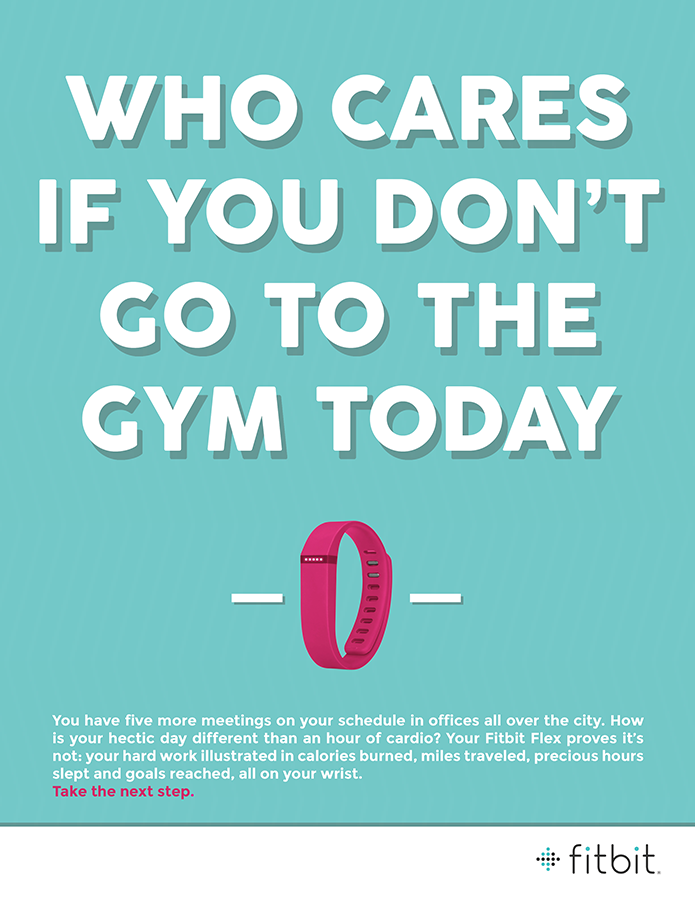 WHO CARES
IF YOU DON'T
GO TO THE
GYM TODAY
You have five more meetings on your schedule in offices all over the city. How
is your hectic day different than an hour of cardio? Your Fitbit Flex proves it's
not: your hard work illustrated in calories burned, miles traveled, precious hours
slept and goals reached, all on your wrist.
Take the next step.
fitbit